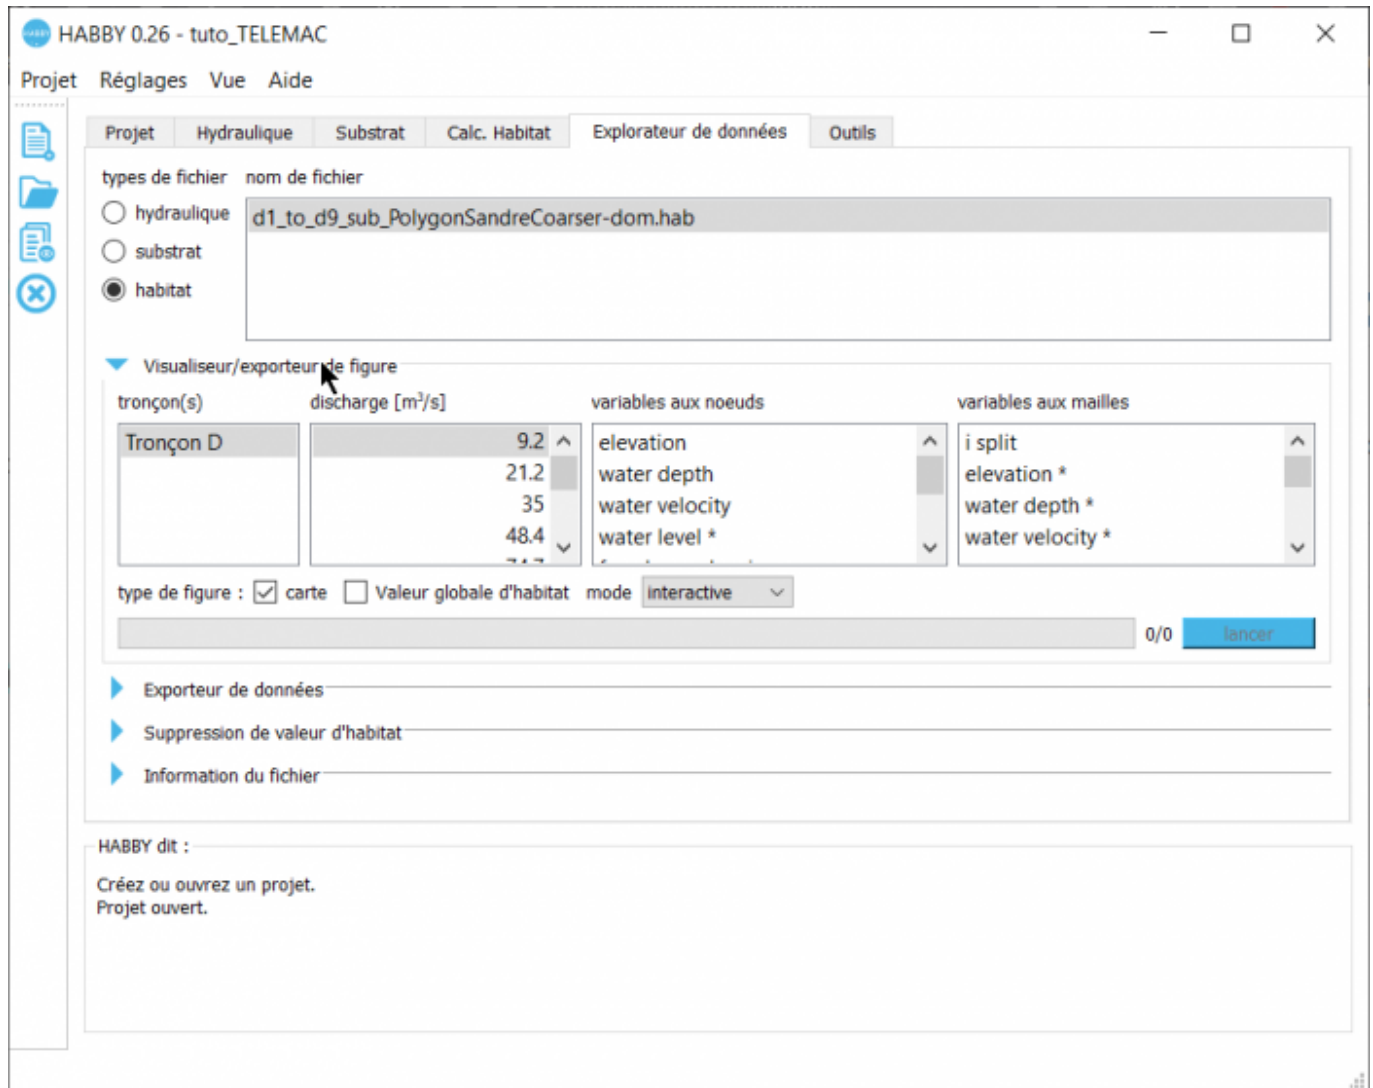 HABBY 0.26 - tuto_TELEMAC
Projet Réglages Vue Aide
Projet Hydraulique Substrat Calc. Habitat Explorateur de données Outils
types de fichier nom de fichier
hydraulique d1_to_d9_sub_PolygonSandreCoarser-dom.hab
substrat
habitat
Visualiseur/exporteur de figure
tronçon(s) discharge [m³/s] variables aux noeuds variables aux mailles
Tronçon D 9.2 elevation i split
21.2 water depth elevation *
35 water velocity water depth *
48.4 water level * water velocity *
type de figure : carte Valeur globale d'habitat mode interactive
0/0 lancer
Exporteur de données
Suppression de valeur d'habitat
Information du fichier
HABBY dit :
Créez ou ouvrez un projet.
Projet ouvert.